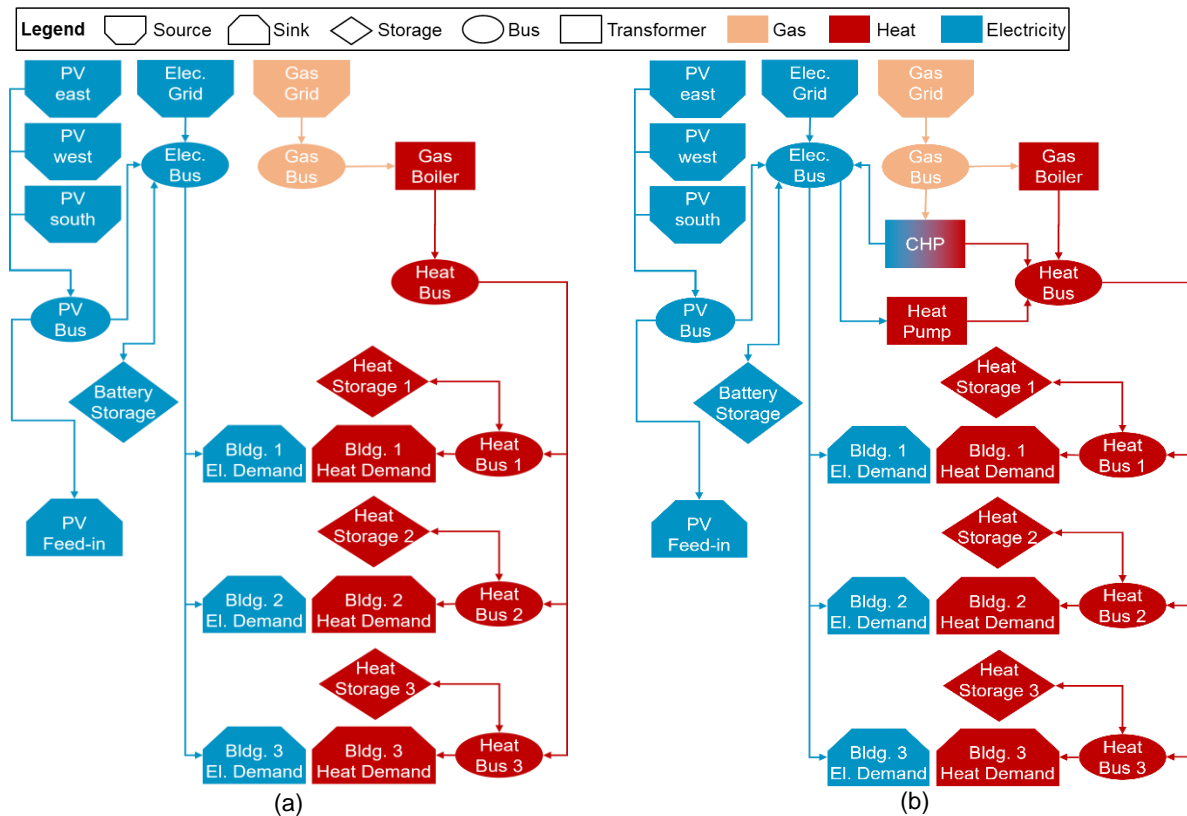 Legend Source Sink Storage Bus Transformer Gas Heat Electricity
PV
east
Elec.
Grid
Gas
Grid
PV
west
Elec.
Bus
Gas
Bus
Gas
Boiler
PV
south
Heat
Bus
PV
Bus
Battery
Storage
Heat
Storage 1
Bldg. 1
El. Demand
Bldg. 1
Heat Demand
Heat
Bus 1
PV
Feed-in
Heat
Storage 2
Bldg. 2
El. Demand
Bldg. 2
Heat Demand
Heat
Bus 2
Heat
Storage 3
Bldg. 3
El. Demand
Bldg. 3
Heat Demand
Heat
Bus 3
(a)
PV
east
Elec.
Grid
Gas
Grid
PV
west
Elec.
Bus
Gas
Bus
Gas
Boiler
PV
south
CHP
Heat
Bus
PV
Bus
Heat
Pump
Battery
Storage
Heat
Storage 1
Bldg. 1
El. Demand
Bldg. 1
Heat Demand
Heat
Bus 1
PV
Feed-in
Heat
Storage 2
Bldg. 2
El. Demand
Bldg. 2
Heat Demand
Heat
Bus 2
Heat
Storage 3
Bldg. 3
El. Demand
Bldg. 3
Heat Demand
Heat
Bus 3
(b)